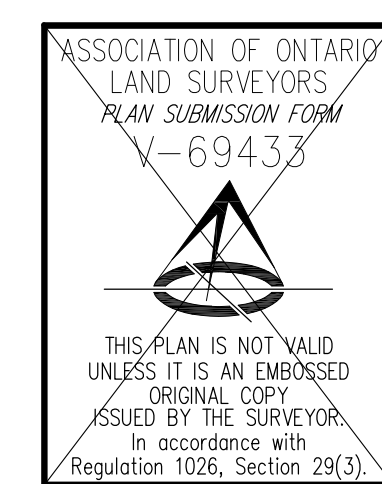 ASSOCIATION OF ONTARIO
LAND SURVEYORS
PLAN SUBMISSION FORM
V-69433
THIS PLAN IS NOT VALID
UNLESS IT IS AN EMBOSSED
ORIGINAL COPY
ISSUED BY THE SURVEYOR.
In accordance with
Regulation 1026, Section 29(3).